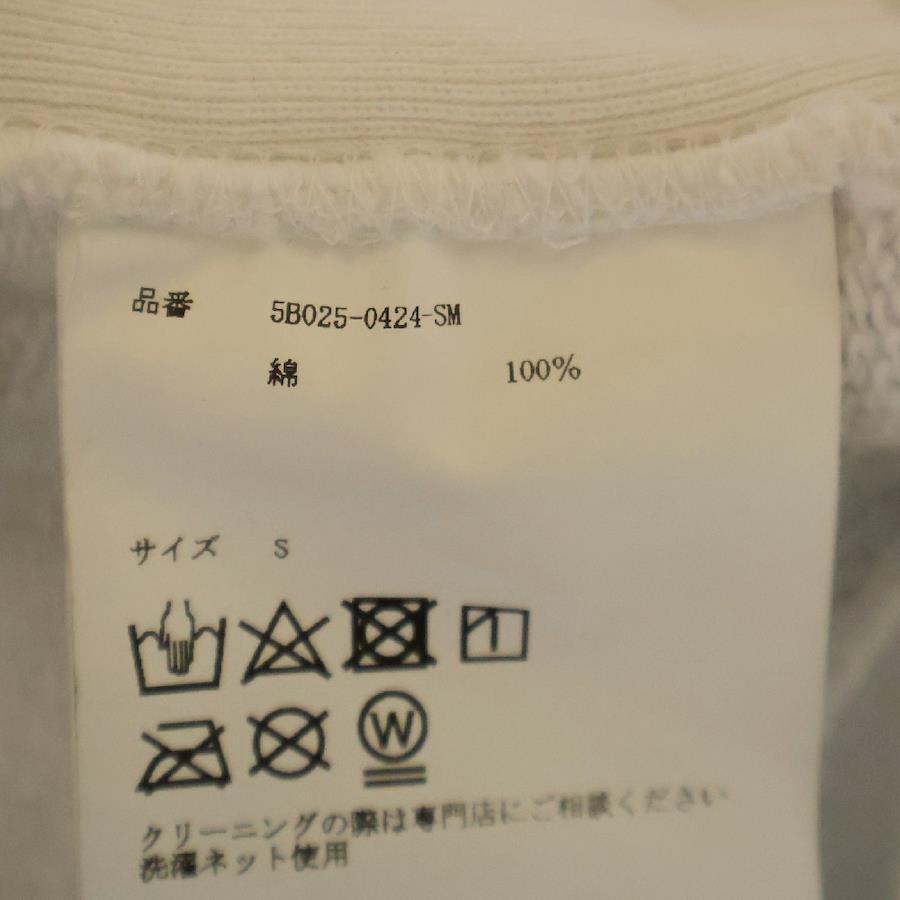 品番 5B025-0424-SM
綿 100%
サイズ S
W
クリーニングの際は専門店にご相談ください
洗濯ネット使用